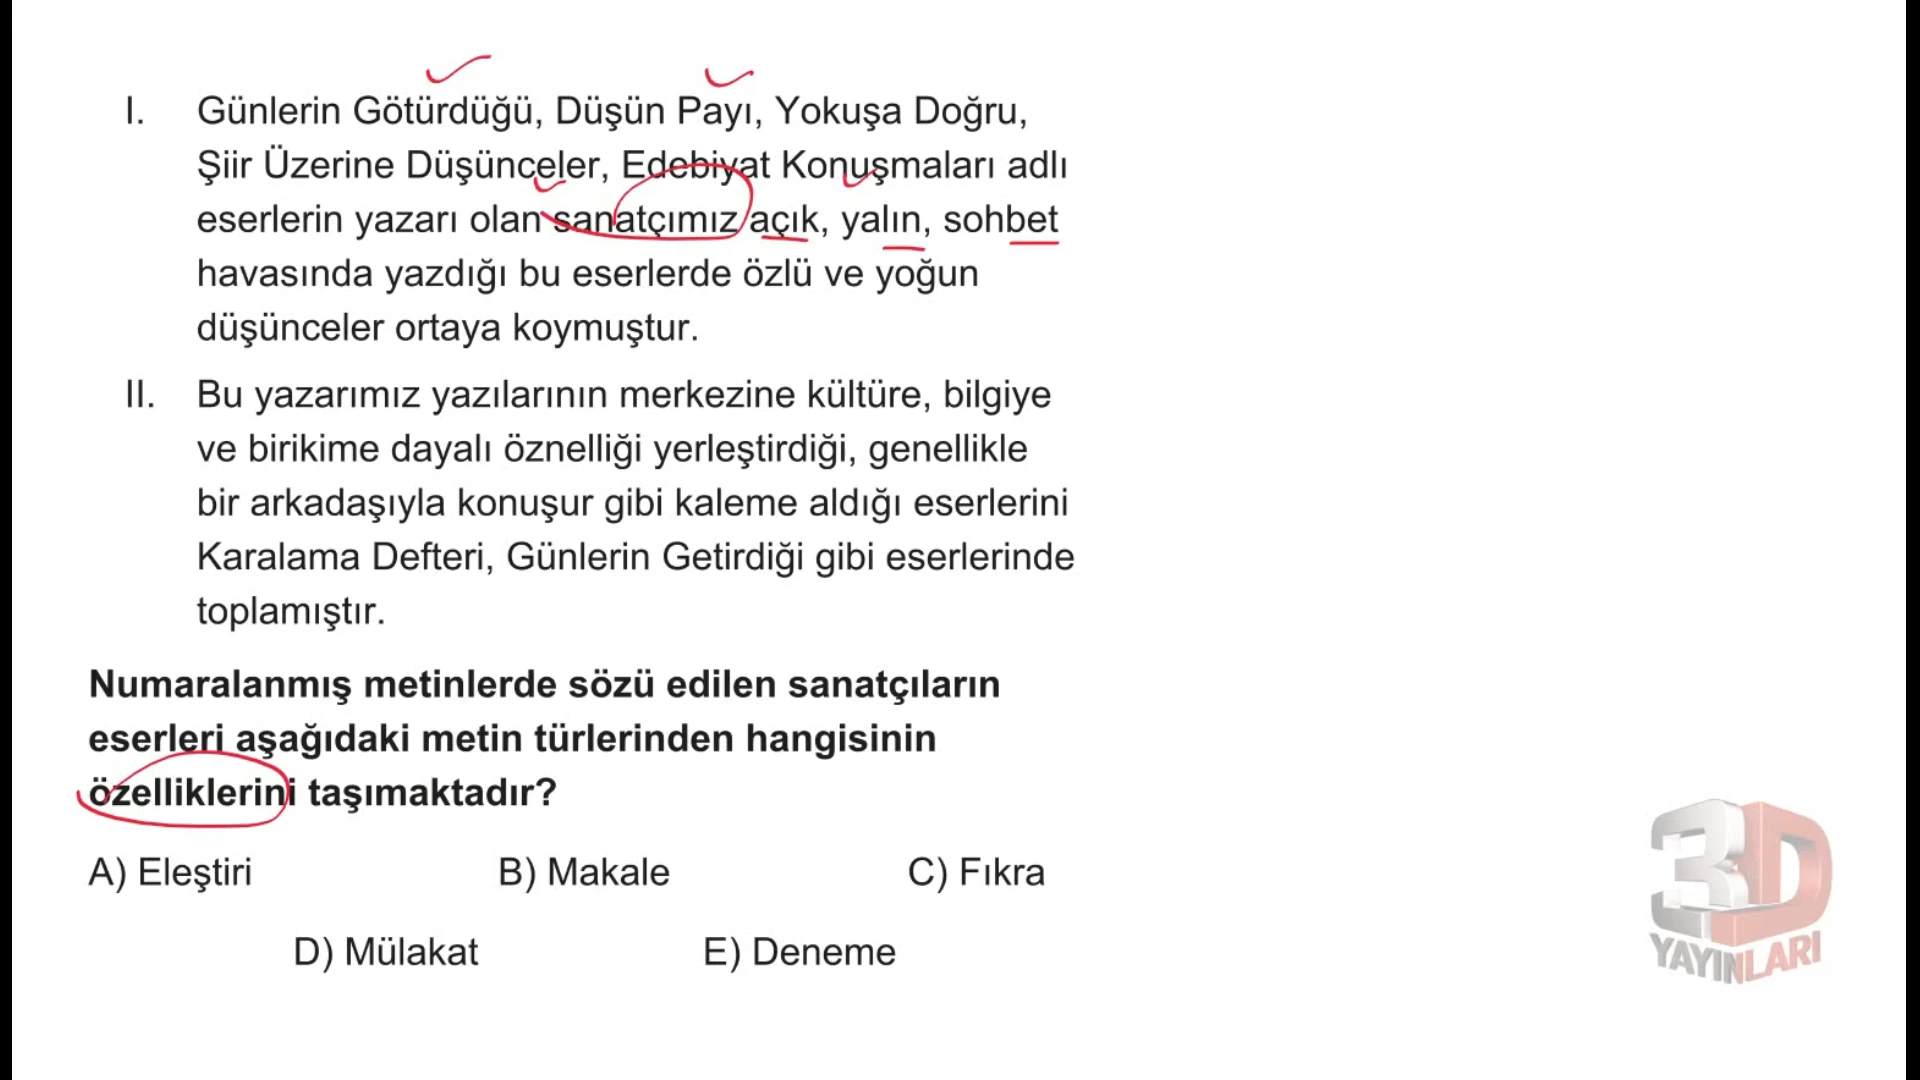 I. Günlerin Götürdüğü, Düşün Payı, Yokuşa Doğru,
Şiir Üzerine Düşünceler, Edebiyat Konuşmaları adlı
eserlerin yazarı olan sanatçımız açık, yalın, sohbet
havasında yazdığı bu eserlerde özlü ve yoğun
düşünceler ortaya koymuştur.
II. Bu yazarımız yazılarının merkezine kültüre, bilgiye
ve birikime dayalı öznelliği yerleştirdiği, genellikle
bir arkadaşıyla konuşur gibi kaleme aldığı eserlerini
Karalama Defteri, Günlerin Getirdiği gibi eserlerinde
toplamıştır.
Numaralanmış metinlerde sözü edilen sanatçıların
eserleri aşağıdaki metin türlerinden hangisinin
özelliklerini taşımaktadır?
A) Eleştiri B) Makale C) Fıkra
D) Mülakat E) Deneme
3D
YAYINLARI